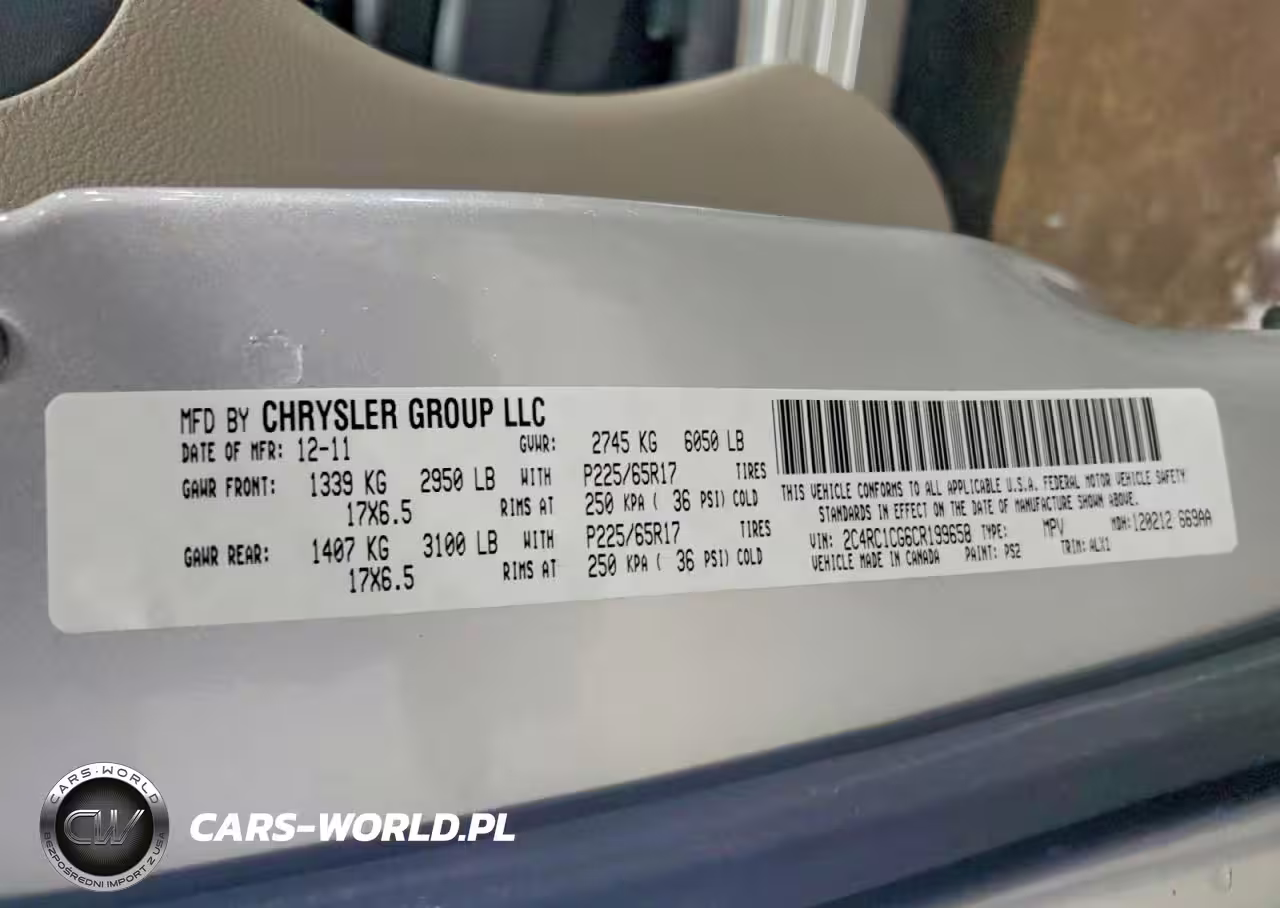 MFD BY CHRYSLER GROUP LLC
DATE OF MFR: 12-11 GVWR: 2745 KG 6050 LB
GAWR FRONT: 1339 KG 2950 LB WITH P225/65R17 TIRES
17X6.5 RIMS AT 250 KPA ( 36 PSI) COLD
GAWR REAR: 1407 KG 3100 LB WITH P225/65R17 TIRES
17X6.5 RIMS AT 250 KPA ( 36 PSI) COLD
THIS VEHICLE CONFORMS TO ALL APPLICABLE U.S.A. FEDERAL MOTOR VEHICLE SAFETY
STANDARDS IN EFFECT ON THE DATE OF MANUFACTURE SHOWN ABOVE.
VIN: 2C4RC1CG6CR199658 TYPE: MPV MDH: 120212 669AA
VEHICLE MADE IN CANADA PAINT: PS2 TRIM: ALX1
CARS-WORLD
CW
BEZPOŚREDNI IMPORT Z USA
CARS-WORLD.PL